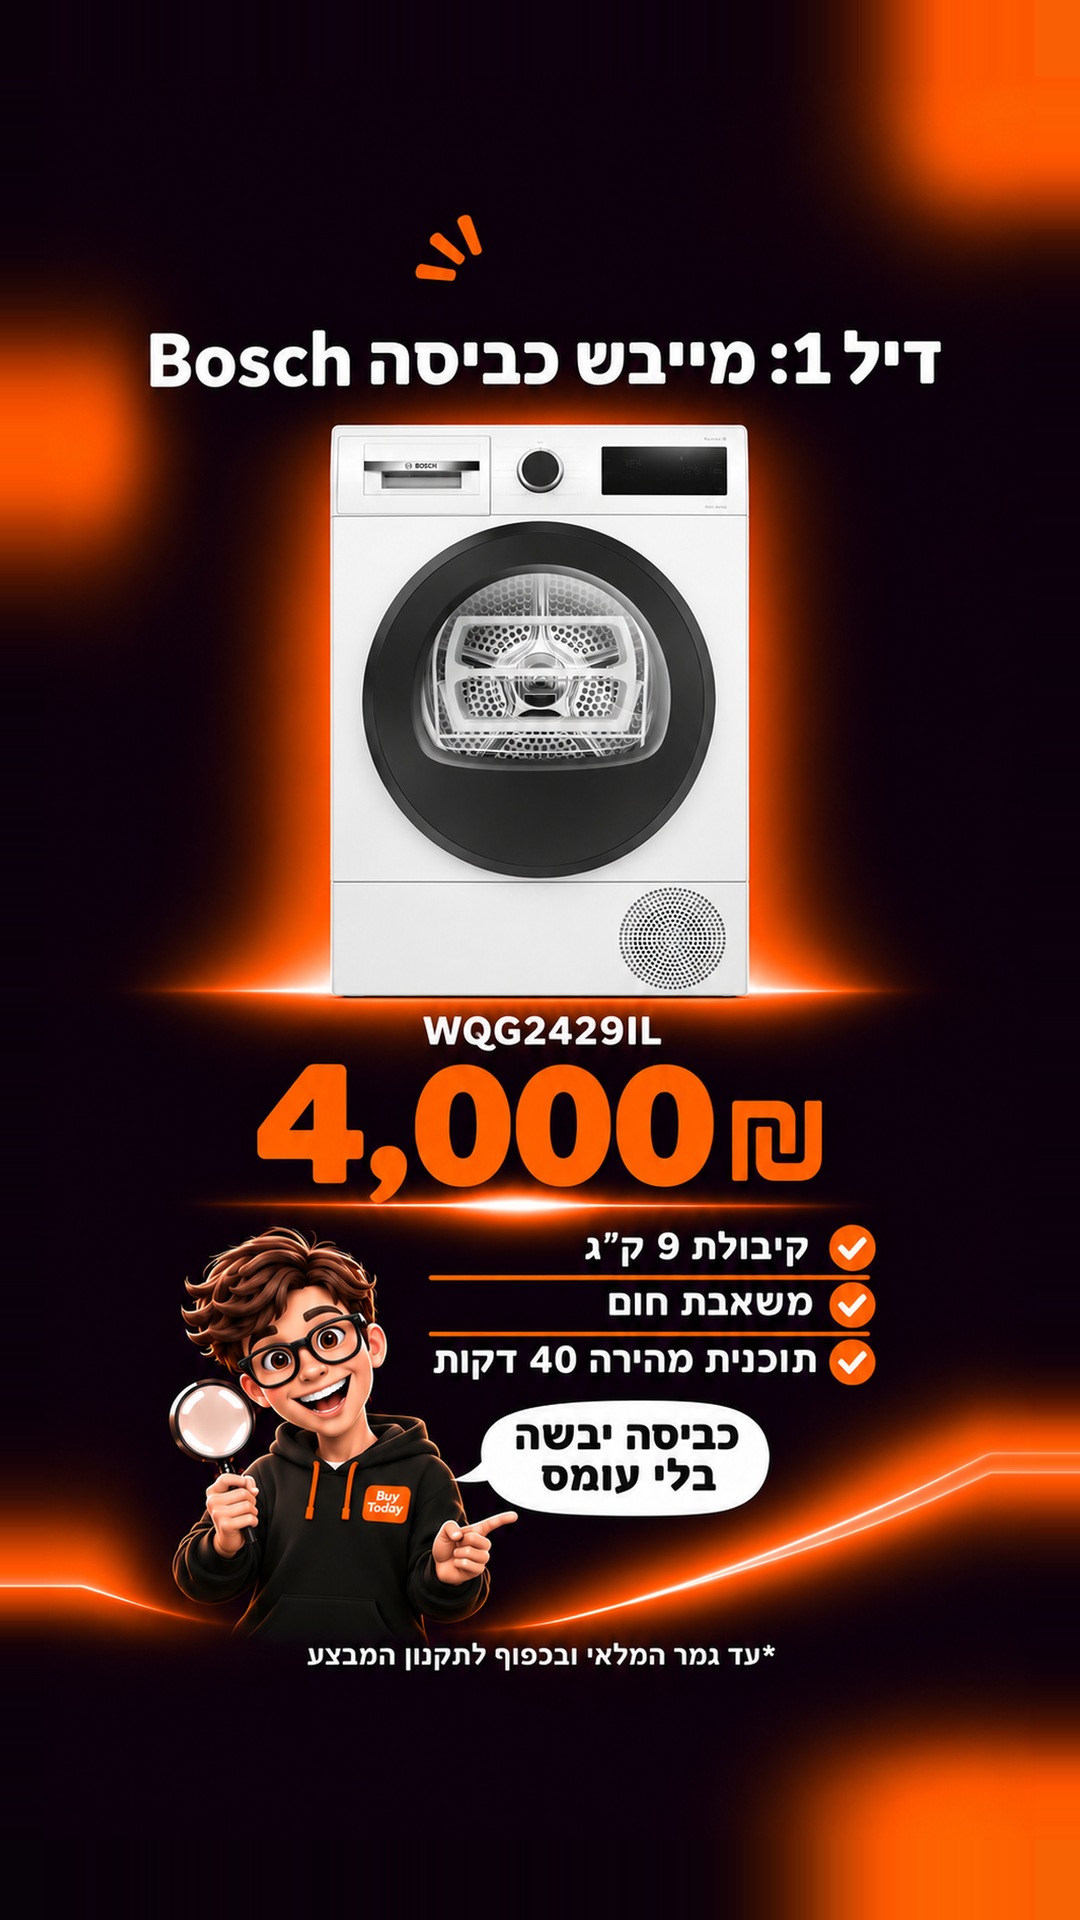 דיל 1: מייבש כביסה Bosch
BOSCH
WQG2429IL
4,000 ₪
קיבולת 9 ק"ג
משאבת חום
תוכנית מהירה 40 דקות
כביסה יבשה
בלי עומס
Buy
Today
*עד גמר המלאי ובכפוף לתקנון המבצע